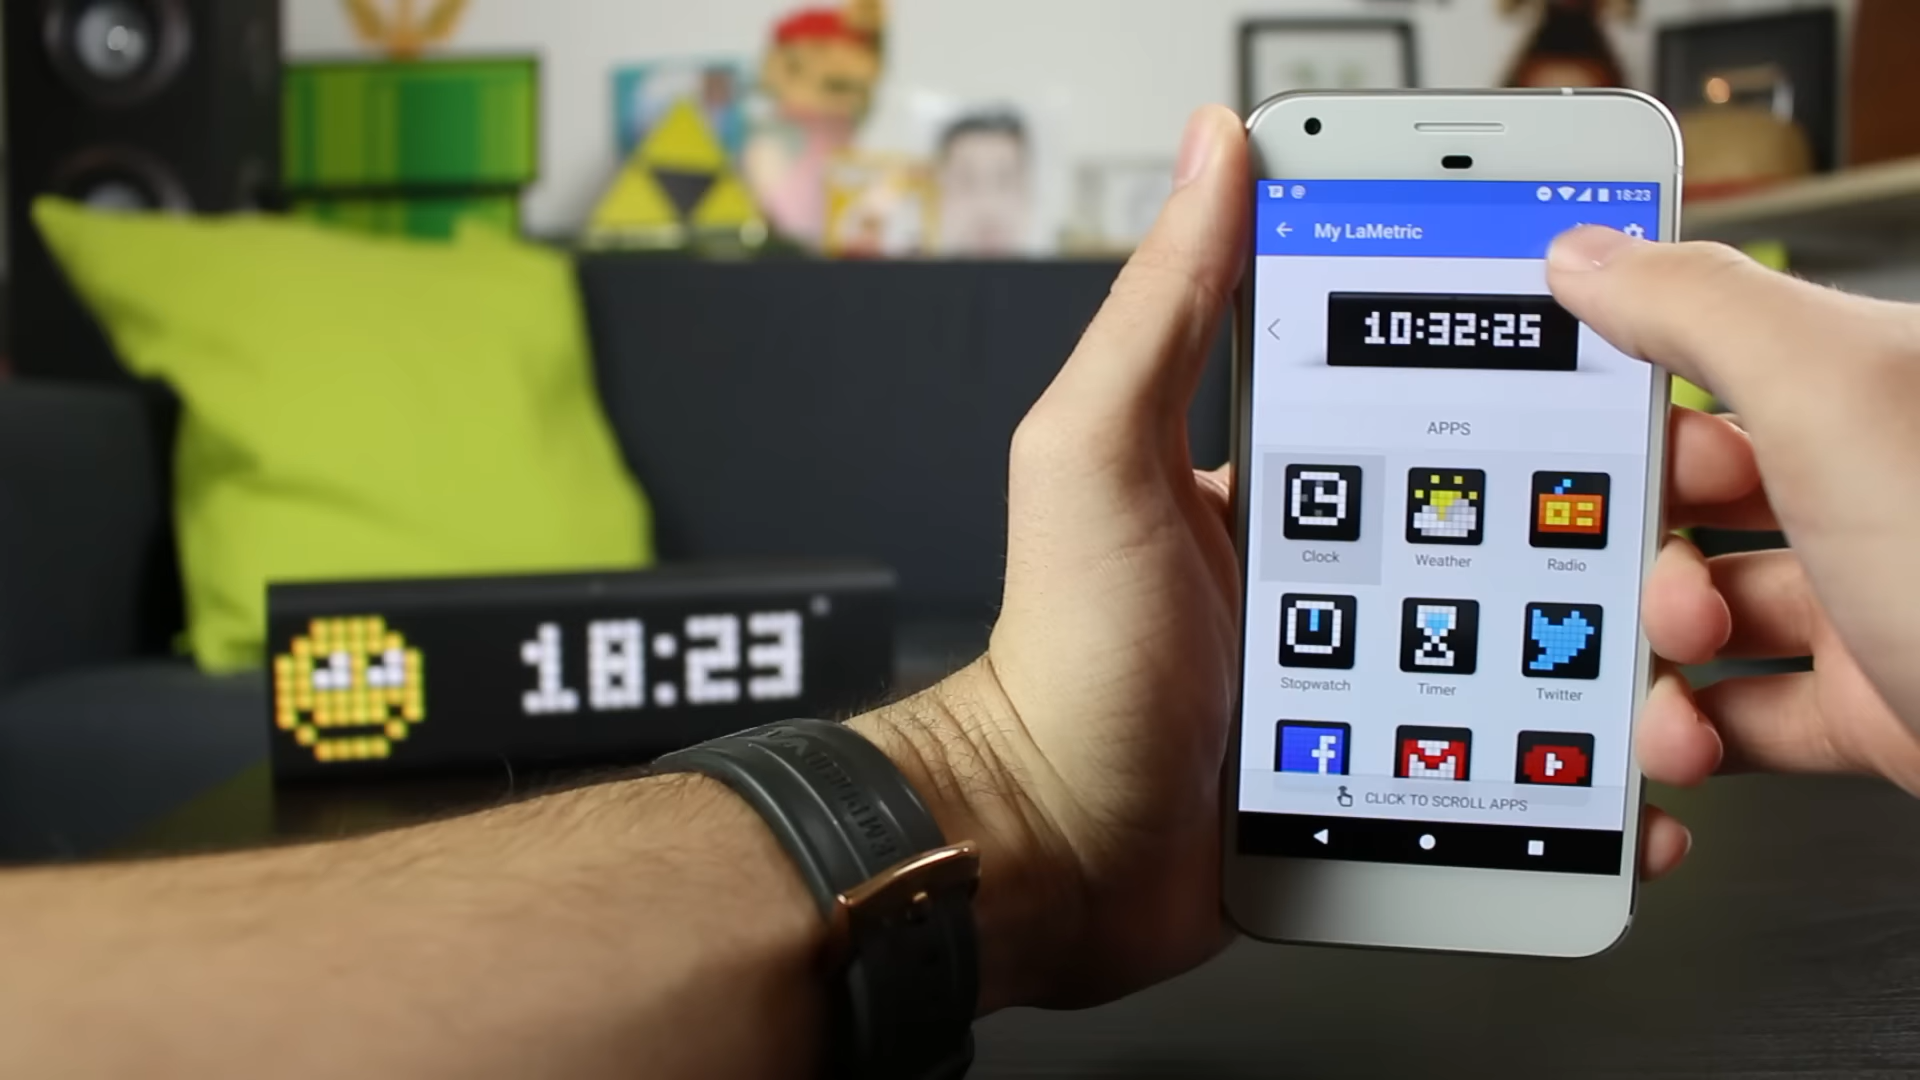 18:23
My LaMetric
10:32:25
APPS
Clock
Weather
Radio
Stopwatch
Timer
Twitter
f
CLICK TO SCROLL APPS
18:23